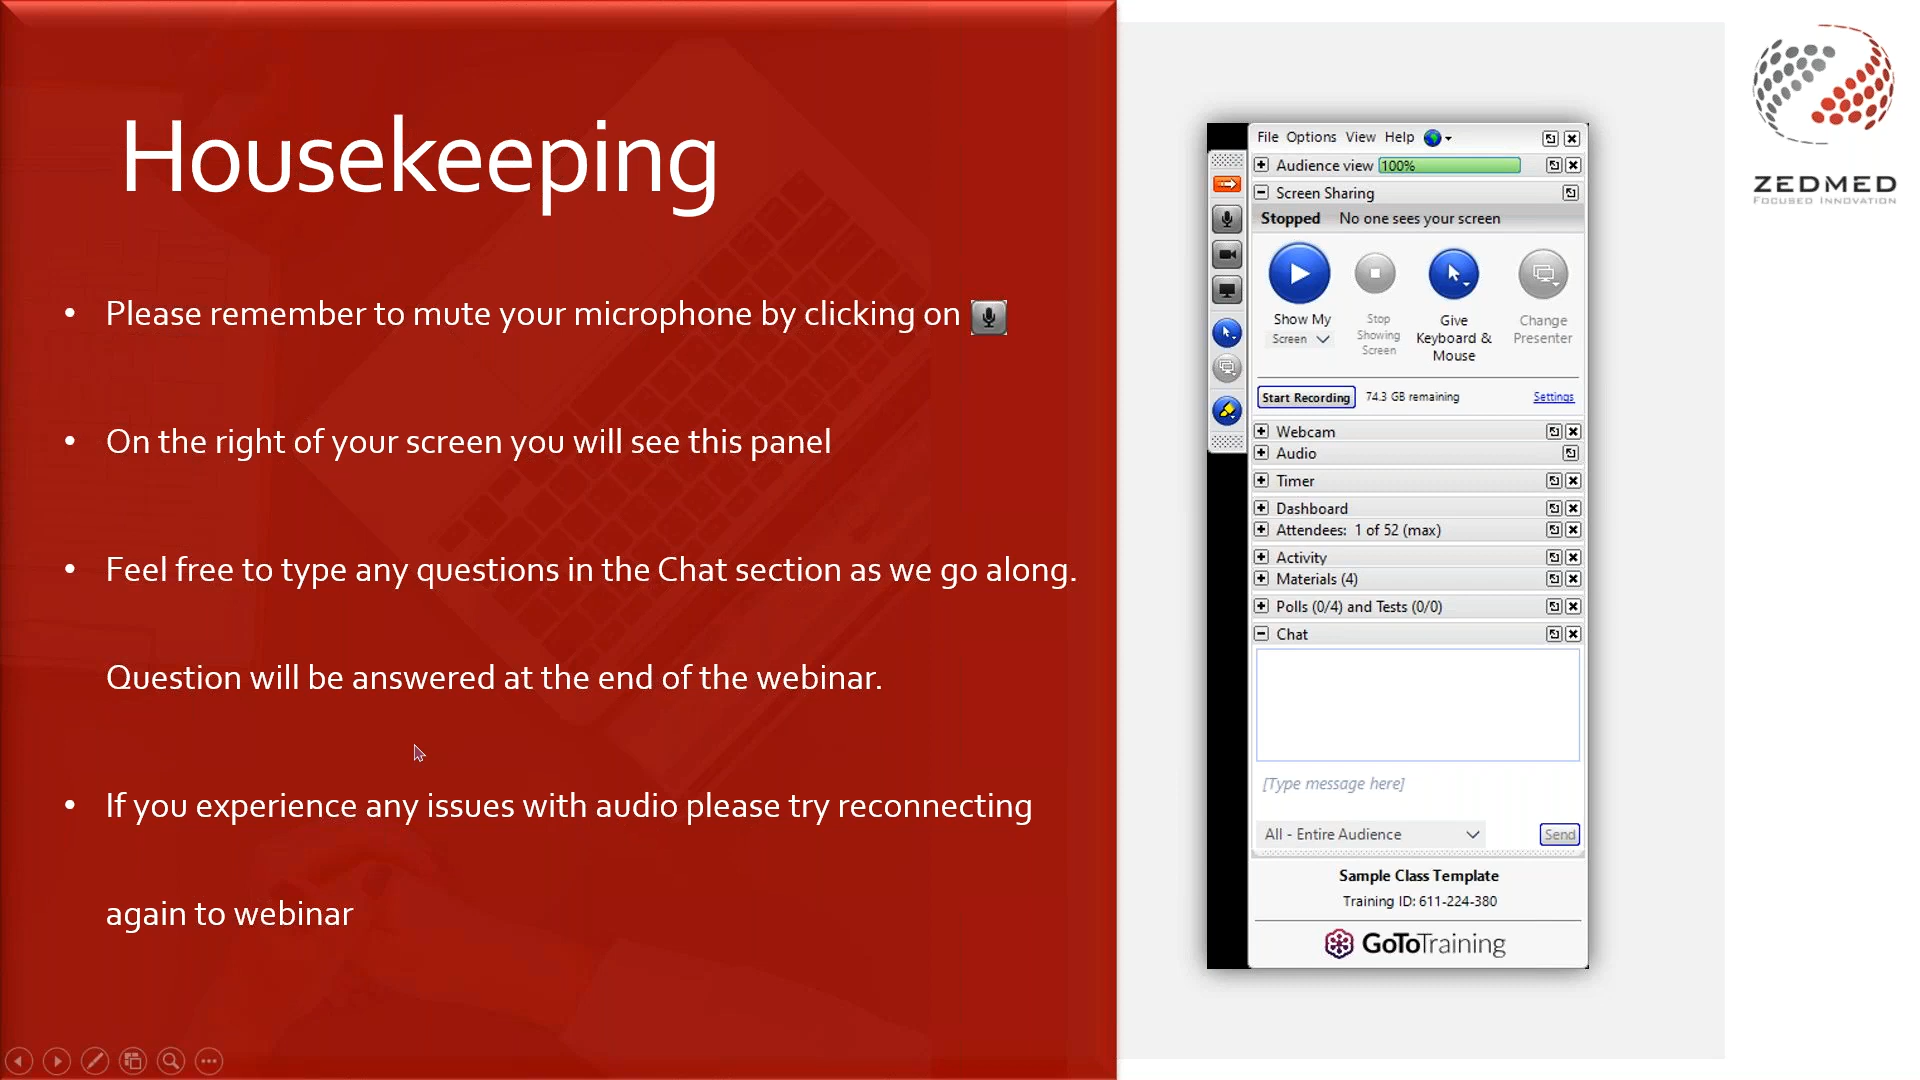 Housekeeping
• Please remember to mute your microphone by clicking on
• On the right of your screen you will see this panel
• Feel free to type any questions in the Chat section as we go along.
Question will be answered at the end of the webinar.
• If you experience any issues with audio please try reconnecting
again to webinar
File Options View Help
Audience view 100%
Screen Sharing
Stopped No one sees your screen
Show My
Screen
Stop
Showing
Screen
Give
Keyboard &
Mouse
Change
Presenter
Start Recording 74.3 GB remaining Settings
Webcam
Audio
Timer
Dashboard
Attendees: 1 of 52 (max)
Activity
Materials (4)
Polls (0/4) and Tests (0/0)
Chat
[Type message here]
All - Entire Audience Send
Sample Class Template
Training ID: 611-224-380
GoToTraining
ZEDMED
FOCUSED INNOVATION